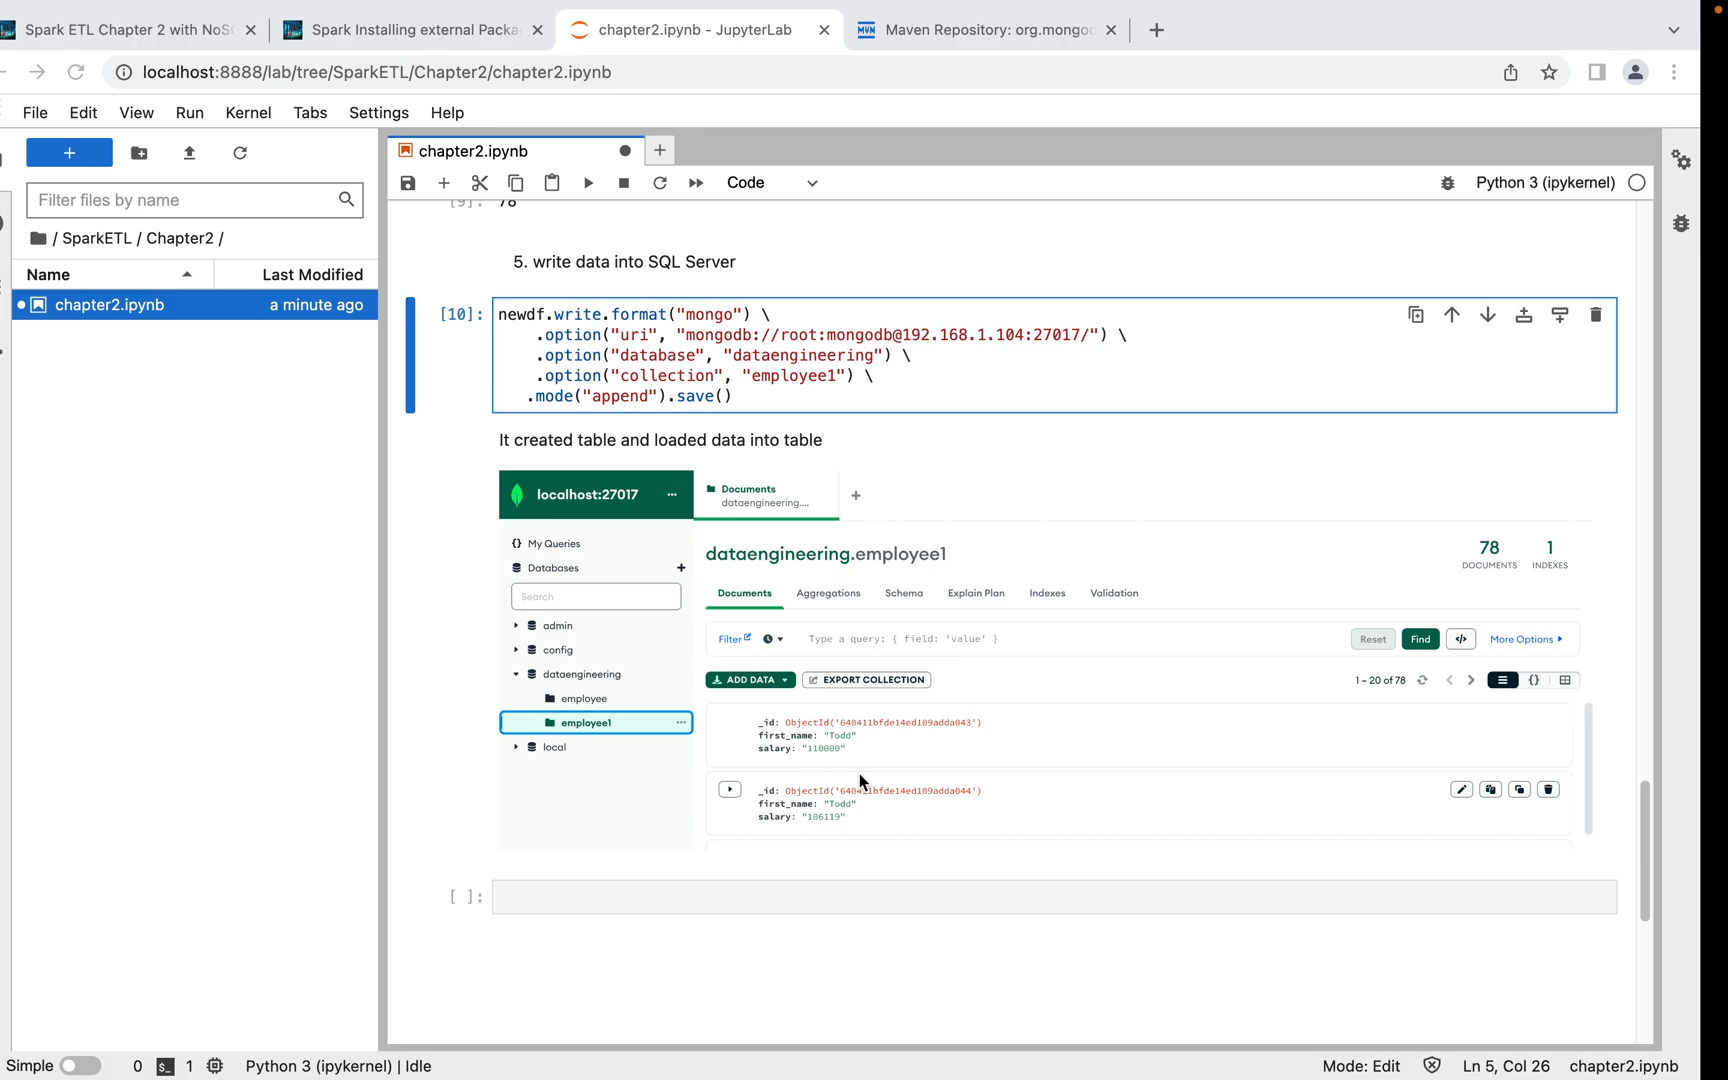 Spark ETL Chapter 2 with NoS
Spark Installing external Packa
chapter2.ipynb - JupyterLab
Maven Repository: org.mongoc
localhost:8888/lab/tree/SparkETL/Chapter2/chapter2.ipynb
File Edit View Run Kernel Tabs Settings Help
chapter2.ipynb
Code
Python 3 (ipykernel)
Filter files by name
/ SparkETL / Chapter2 /
Name Last Modified
chapter2.ipynb a minute ago
[9]: 78
5. write data into SQL Server
[10]: newdf.write.format("mongo") \
.option("uri", "mongodb://root:mongodb@192.168.1.104:27017/") \
.option("database", "dataengineering") \
.option("collection", "employee1") \
.mode("append").save()
It created table and loaded data into table
localhost:27017 ...
Documents
dataengineering....
My Queries
Databases
Search
admin
config
dataengineering
employee
employee1
local
dataengineering.employee1
78
DOCUMENTS
1
INDEXES
Documents Aggregations Schema Explain Plan Indexes Validation
Filter Type a query: { field: 'value' } Reset Find </> More Options
ADD DATA EXPORT COLLECTION 1 – 20 of 78 {}
_id: ObjectId('640411bfde14ed109adda043')
first_name: "Todd"
salary: "110000"
_id: ObjectId('640411bfde14ed109adda044')
first_name: "Todd"
salary: "106119"
[ ]:
Simple 0 1 Python 3 (ipykernel) | Idle Mode: Edit Ln 5, Col 26 chapter2.ipynb